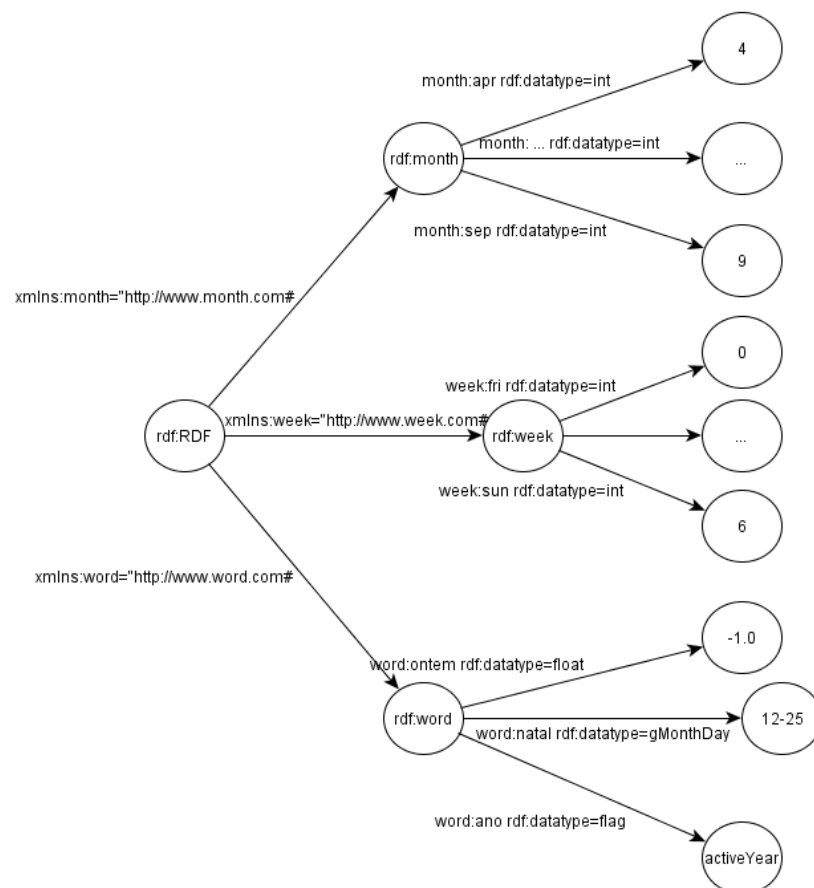 4
month:apr rdf:datatype=int
rdf:month
month: ... rdf:datatype=int
...
month:sep rdf:datatype=int
9
xmlns:month="http://www.month.com#
0
week:fri rdf:datatype=int
rdf:RDF
xmlns:week="http://www.week.com#
rdf:week
...
week:sun rdf:datatype=int
6
xmlns:word="http://www.word.com#
-1.0
word:ontem rdf:datatype=float
rdf:word
12-25
word:natal rdf:datatype=gMonthDay
word:ano rdf:datatype=flag
activeYear